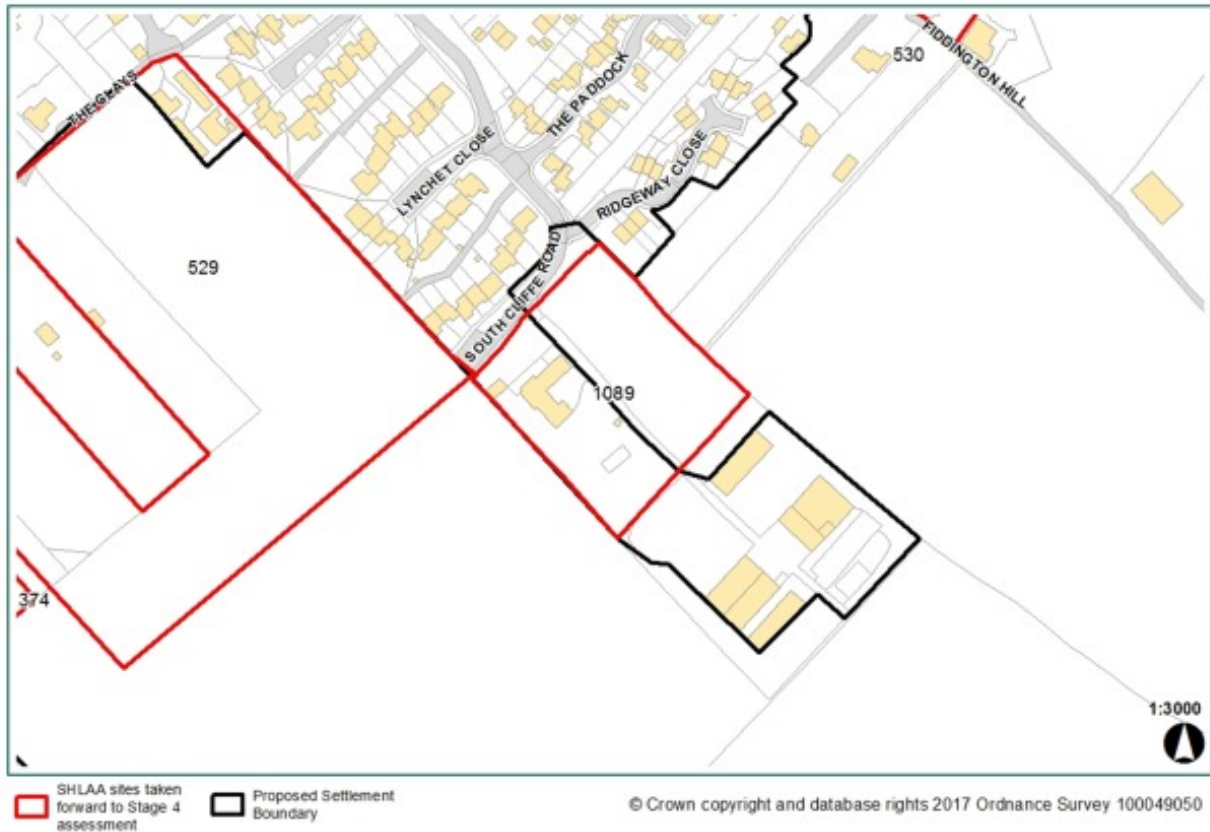 530
FIDDINGTON HILL
THE CLAYS
THE PADDOCK
LYNCHET CLOSE
RIDGEWAY CLOSE
529
SOUTH CLIFFE ROAD
1089
374
1:3000
SHLAA sites taken
forward to Stage 4
assessment
Proposed Settlement
Boundary
© Crown copyright and database rights 2017 Ordnance Survey 100049050